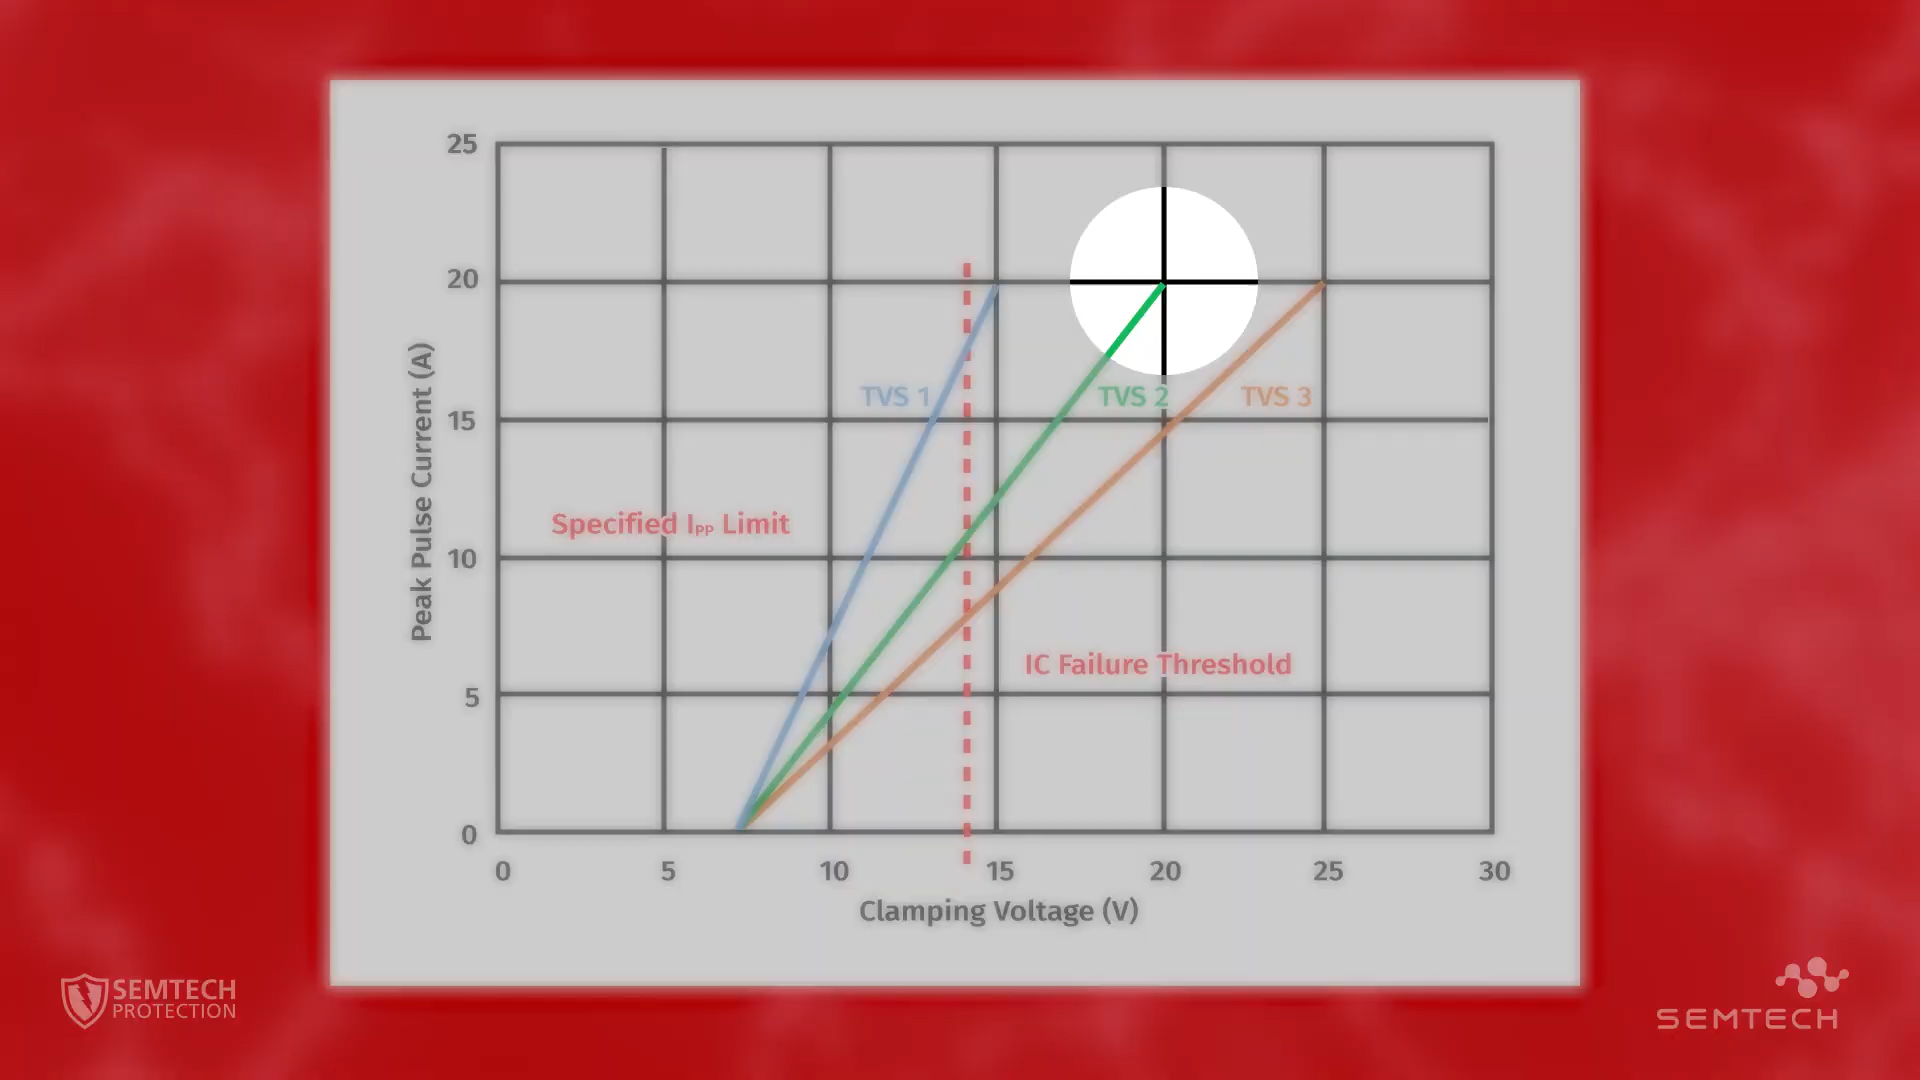 25
20
15
10
5
0
Peak Pulse Current (A)
TVS 1
TVS 2
TVS 3
Specified IPP Limit
IC Failure Threshold
0 5 10 15 20 25 30
Clamping Voltage (V)
SEMTECH
PROTECTION
SEMTECH